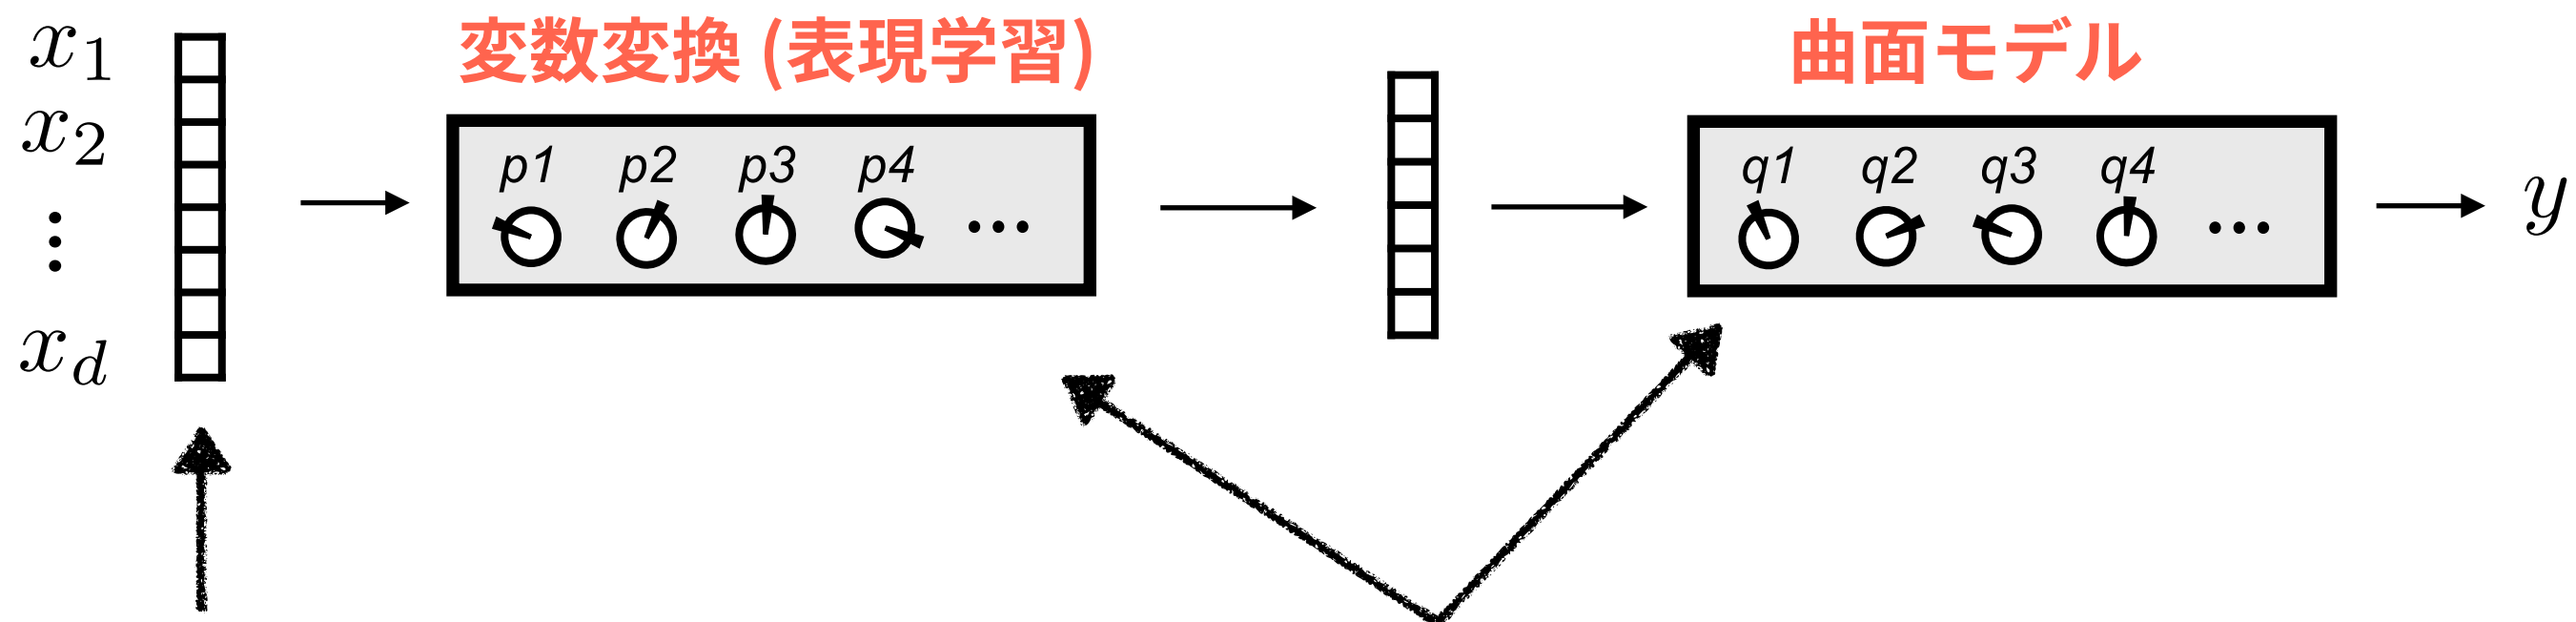 x1
x2
⋮
xd
変数変換 (表現学習)
p1 p2 p3 p4 …
曲面モデル
q1 q2 q3 q4 …
y